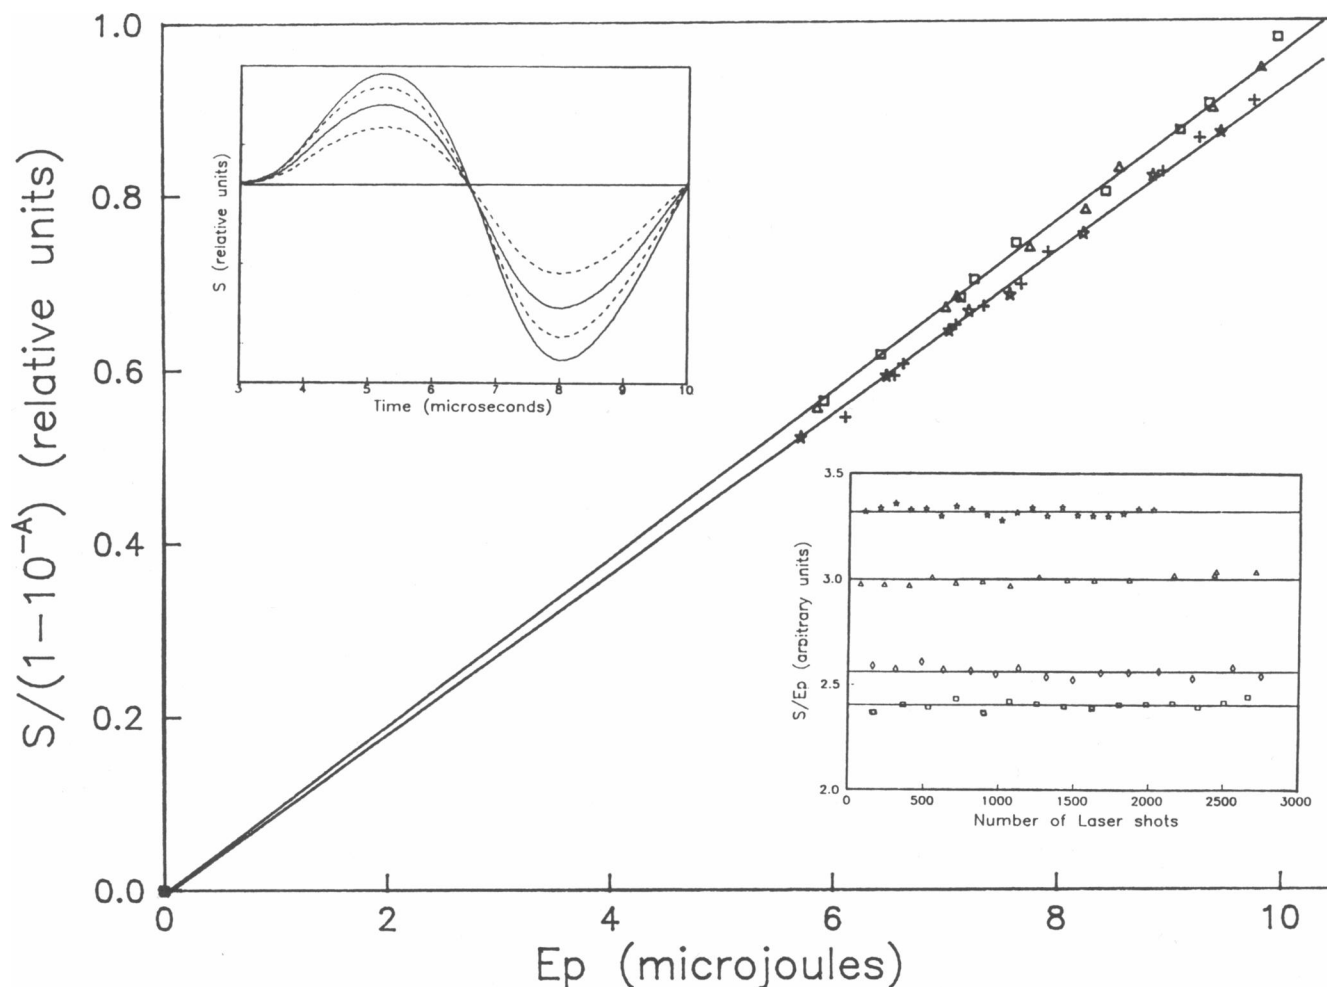 1.0
0.8
0.6
0.4
0.2
0.0
S/(1−10⁻ᴬ) (relative units)
0 2 4 6 8 10
Ep (microjoules)
S (relative units)
3 4 5 6 7 8 9 10
Time (microseconds)
3.5
3.0
2.5
2.0
S/Ep (arbitrary units)
0 500 1000 1500 2000 2500 3000
Number of Laser shots